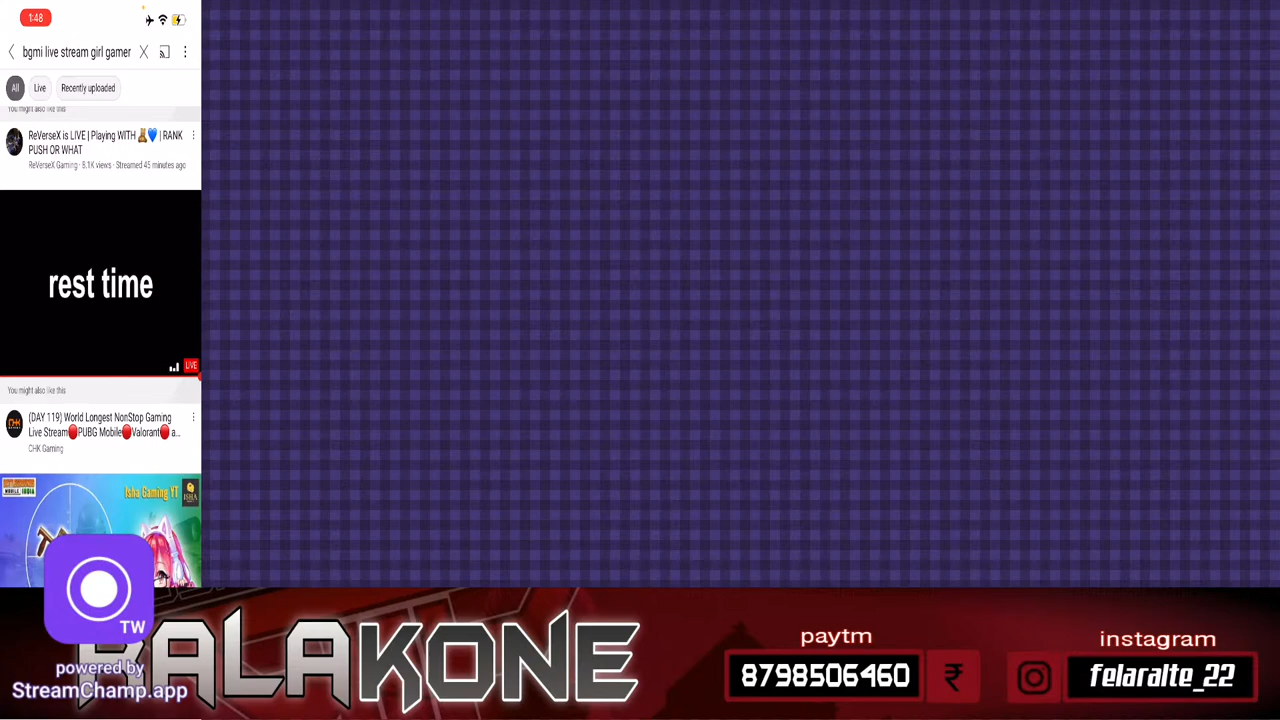 1:48
bgmi live stream girl gamer
All
Live
Recently uploaded
You might also like this
ReVerseX is LIVE | Playing WITH 🧸💙 | RANK
PUSH OR WHAT
ReVerseX Gaming · 8.1K views · Streamed 45 minutes ago
rest time
LIVE
You might also like this
(DAY 119) World Longest NonStop Gaming
Live Stream🔴PUBG Mobile🔴Valorant🔴 a...
CHK Gaming
Isha Gaming YT
ISHA
TW
powered by
StreamChamp.app
KONE
paytm
8798506460
₹
instagram
felaralte_22